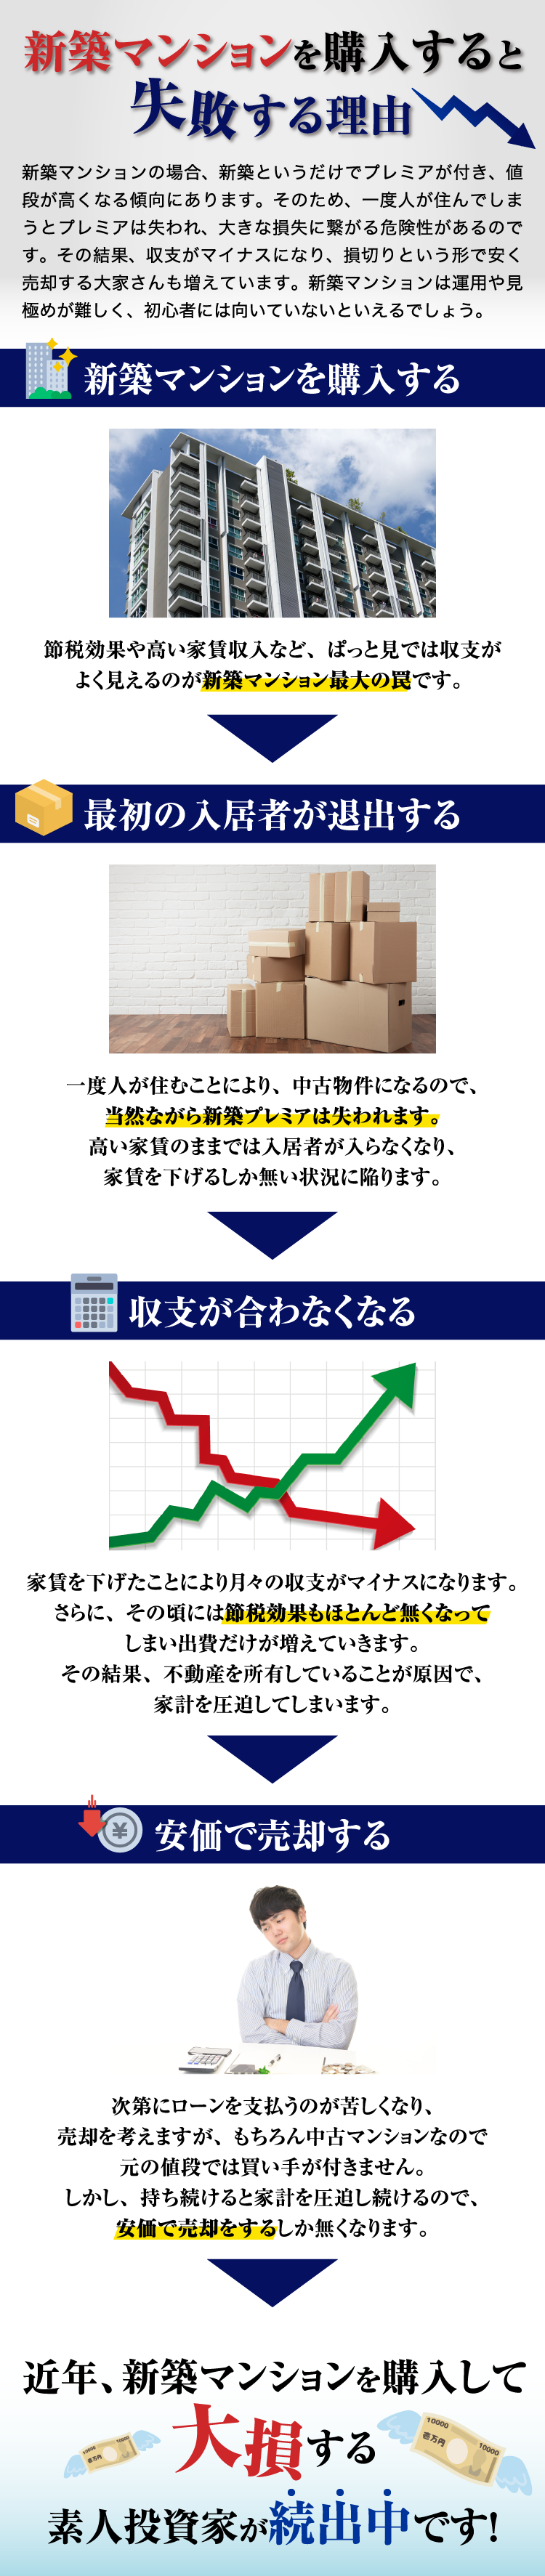 新築マンションを購入すると
失敗する理由
新築マンションの場合、新築というだけでプレミアが付き、値
段が高くなる傾向にあります。そのため、一度人が住んでしま
うとプレミアは失われ、大きな損失に繋がる危険性があるので
す。その結果、収支がマイナスになり、損切りという形で安く
売却する大家さんも増えています。新築マンションは運用や見
極めが難しく、初心者には向いていないといえるでしょう。
新築マンションを購入する
節税効果や高い家賃収入など、ぱっと見では収支が
よく見えるのが新築マンション最大の罠です。
最初の入居者が退出する
一度人が住むことにより、中古物件になるので、
当然ながら新築プレミアは失われます。
高い家賃のままでは入居者が入らなくなり、
家賃を下げるしか無い状況に陥ります。
収支が合わなくなる
家賃を下げたことにより月々の収支がマイナスになります。
さらに、その頃には節税効果もほとんど無くなって
しまい出費だけが増えていきます。
その結果、不動産を所有していることが原因で、
家計を圧迫してしまいます。
¥
安価で売却する
次第にローンを支払うのが苦しくなり、
売却を考えますが、もちろん中古マンションなので
元の値段では買い手が付きません。
しかし、持ち続けると家計を圧迫し続けるので、
安価で売却をするしか無くなります。
近年、新築マンションを購入して
大損する
10000
壱万円
10000
10000
壱万円
10000
素人投資家が続出中です!